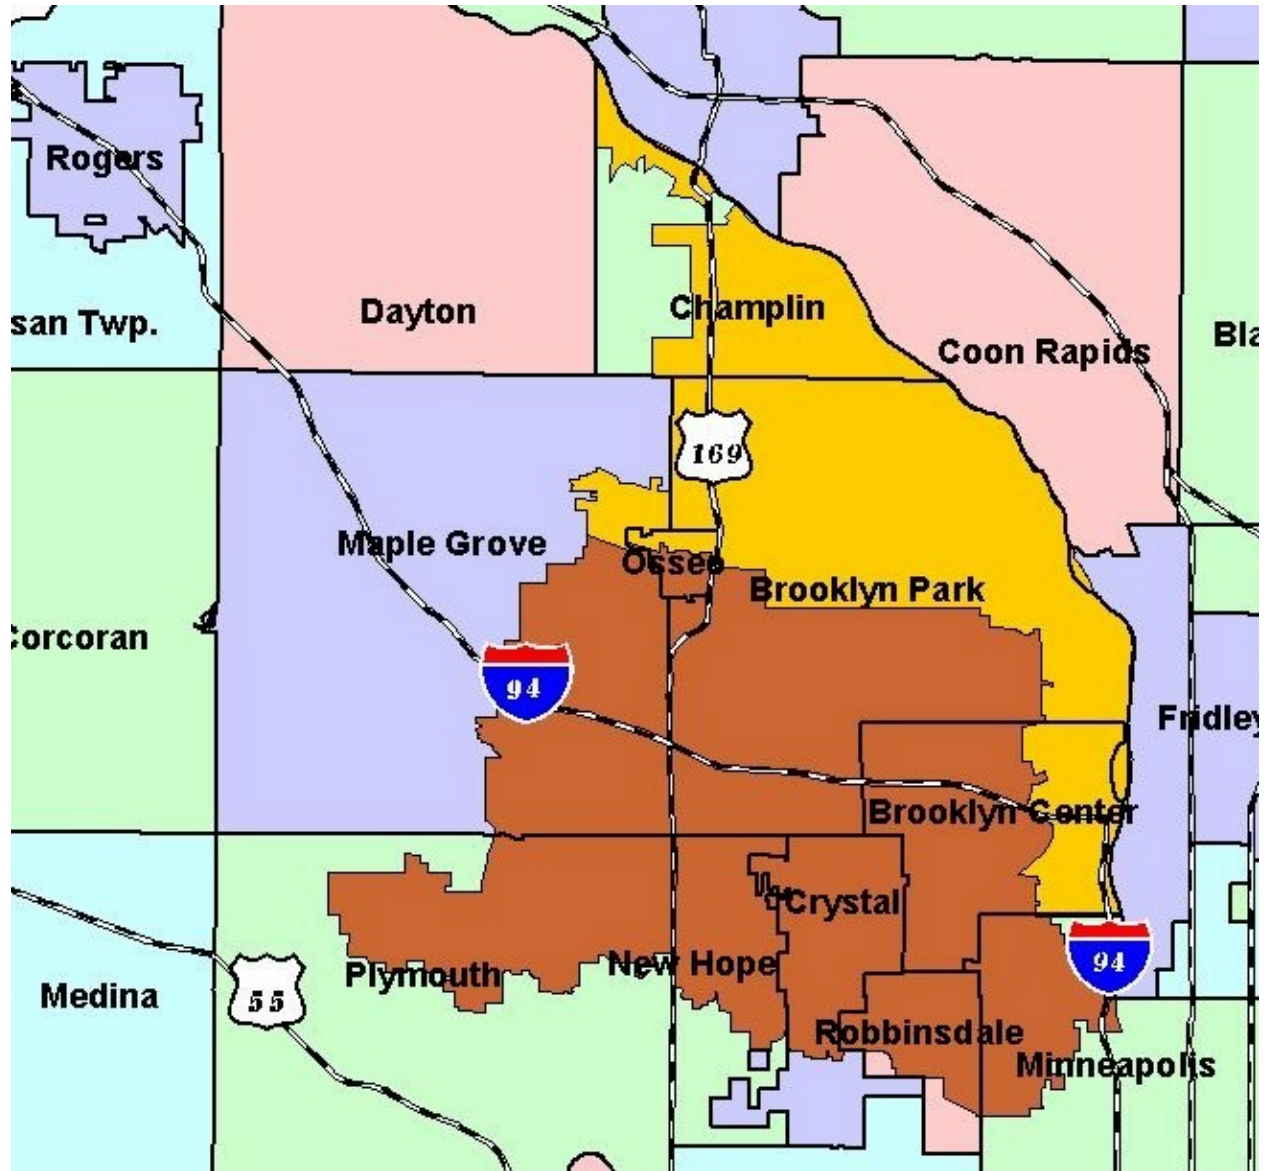 Rogers
Dayton
san Twp.
Champlin
Coon Rapids
Bla
169
Maple Grove
Osseo
Brooklyn Park
Corcoran
94
Fridley
Brooklyn Center
Crystal
New Hope
Plymouth
94
Medina
55
Robbinsdale
Minneapolis